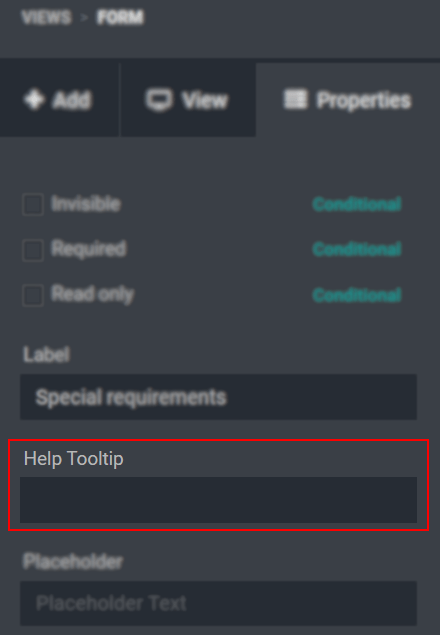 VIEWS > FORM
Add View Properties
Invisible Conditional
Required Conditional
Read only Conditional
Label
Special requirements
Help Tooltip
Placeholder
Placeholder Text